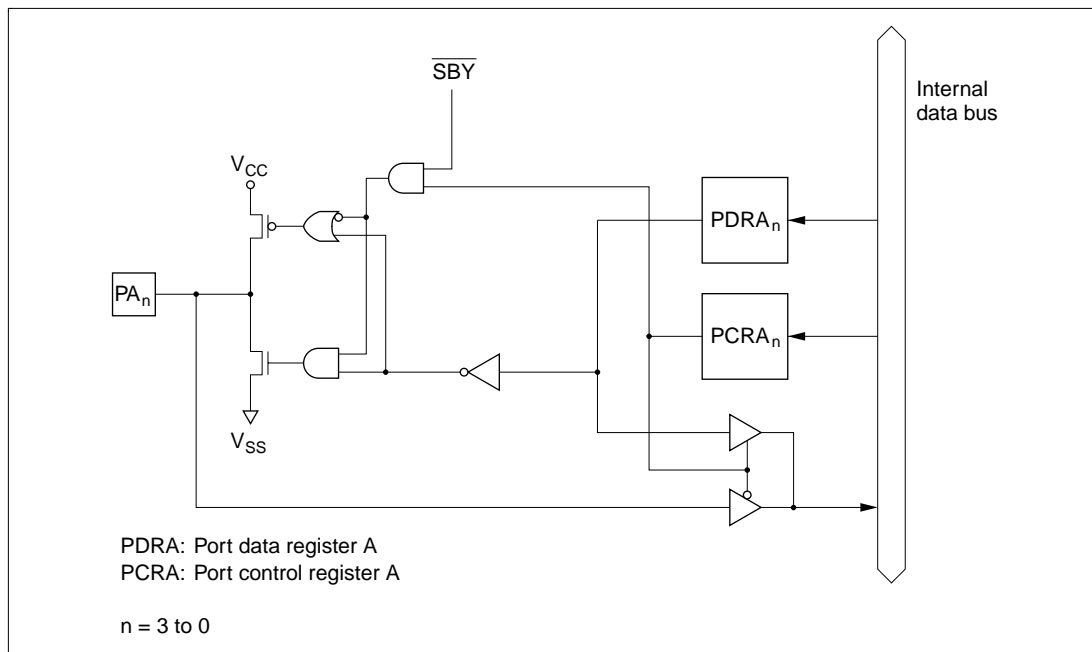 SBY
Internal
data bus
VCC
PDRAn
PAn
PCRAn
VSS
PDRA: Port data register A
PCRA: Port control register A
n = 3 to 0